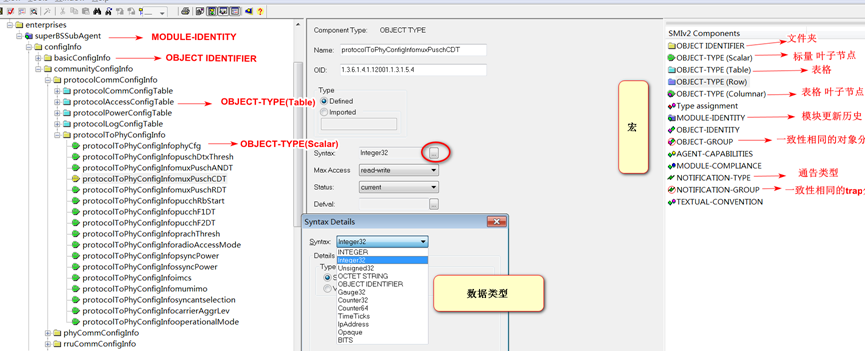 enterprises
superBSSubAgent
MODULE-IDENTITY
configInfo
basicConfigInfo
OBJECT IDENTIFIER
communityConfigInfo
protocolCommConfigInfo
protocolCommConfigTable
protocolAccessConfigTable
OBJECT-TYPE(Table)
protocolPowerConfigTable
protocolLogConfigTable
protocolToPhyConfigInfo
protocolToPhyConfigInfophyCfg
OBJECT-TYPE(Scalar)
protocolToPhyConfigInfopuschDtxThresh
protocolToPhyConfigInfomuxPuschANDT
protocolToPhyConfigInfomuxPuschCDT
protocolToPhyConfigInfomuxPuschRDT
protocolToPhyConfigInfopucchRbStart
protocolToPhyConfigInfopucchF1DT
protocolToPhyConfigInfopucchF2DT
protocolToPhyConfigInfoprachThresh
protocolToPhyConfigInforadioAccessMode
protocolToPhyConfigInfopsyncPower
protocolToPhyConfigInfossyncPower
protocolToPhyConfigInfoimcs
protocolToPhyConfigInfomumimo
protocolToPhyConfigInfosyncantselection
protocolToPhyConfigInfocarrierAggrLev
protocolToPhyConfigInfooperationalMode
phyCommConfigInfo
rruCommConfigInfo
Component Type: OBJECT TYPE
Name: protocolToPhyConfigInfomuxPuschCDT
OID: 1.3.6.1.4.1.12001.1.3.1.5.4
Type
Defined
Imported
Syntax: Integer32 ...
Max Access read-write
Status: current
Defval: ...
Syntax Details
Syntax: Integer32
Details
INTEGER
Integer32
Unsigned32
OCTET STRING
OBJECT IDENTIFIER
Gauge32
Counter32
Counter64
TimeTicks
IpAddress
Opaque
BITS
宏
数据类型
SMIv2 Components
OBJECT IDENTIFIER 文件夹
OBJECT-TYPE (Scalar) 标量 叶子节点
OBJECT-TYPE (Table) 表格
OBJECT-TYPE (Row)
OBJECT-TYPE (Columnar) 表格 叶子节点
Type assignment
MODULE-IDENTITY 模块更新历史
OBJECT-IDENTITY
OBJECT-GROUP 一致性相同的对象分
AGENT-CAPABILITIES
MODULE-COMPLIANCE
NOTIFICATION-TYPE 通告类型
NOTIFICATION-GROUP 一致性相同的trap分
TEXTUAL-CONVENTION